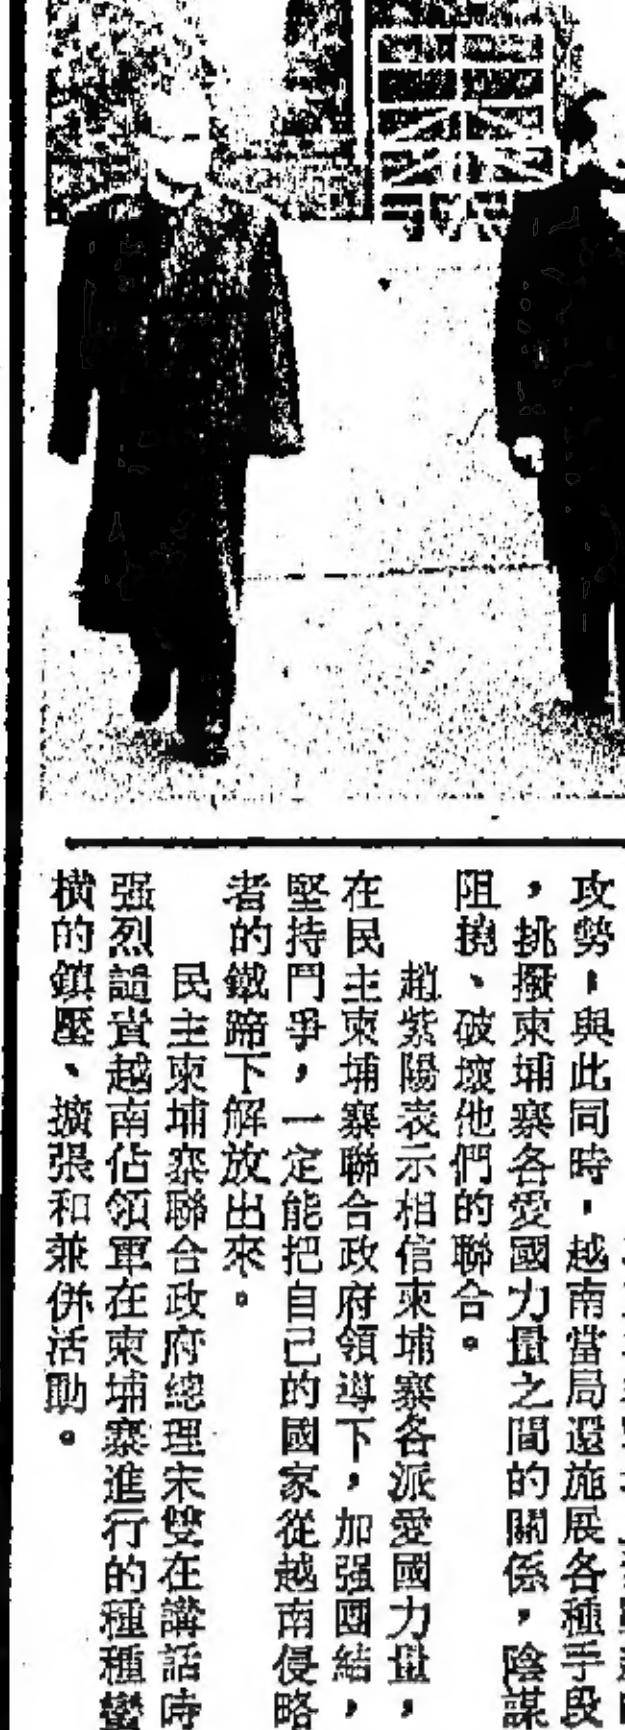 攻勢，與此同時，越南當局還施展各種手段
，挑撥柬埔寨各愛國力量之間的關係，陰謀
阻撓、破壞他們的聯合。
趙紫陽表示相信柬埔寨各派愛國力量，
在民主柬埔寨聯合政府領導下，加强團結，
堅持鬥爭，一定能把自己的國家從越南侵略
者的鐵蹄下解放出來。
民主柬埔寨聯合政府總理宋雙在講話時
强烈譴責越南佔領軍在柬埔寨進行的種種蠻
橫的鎮壓、擴張和兼併活動。